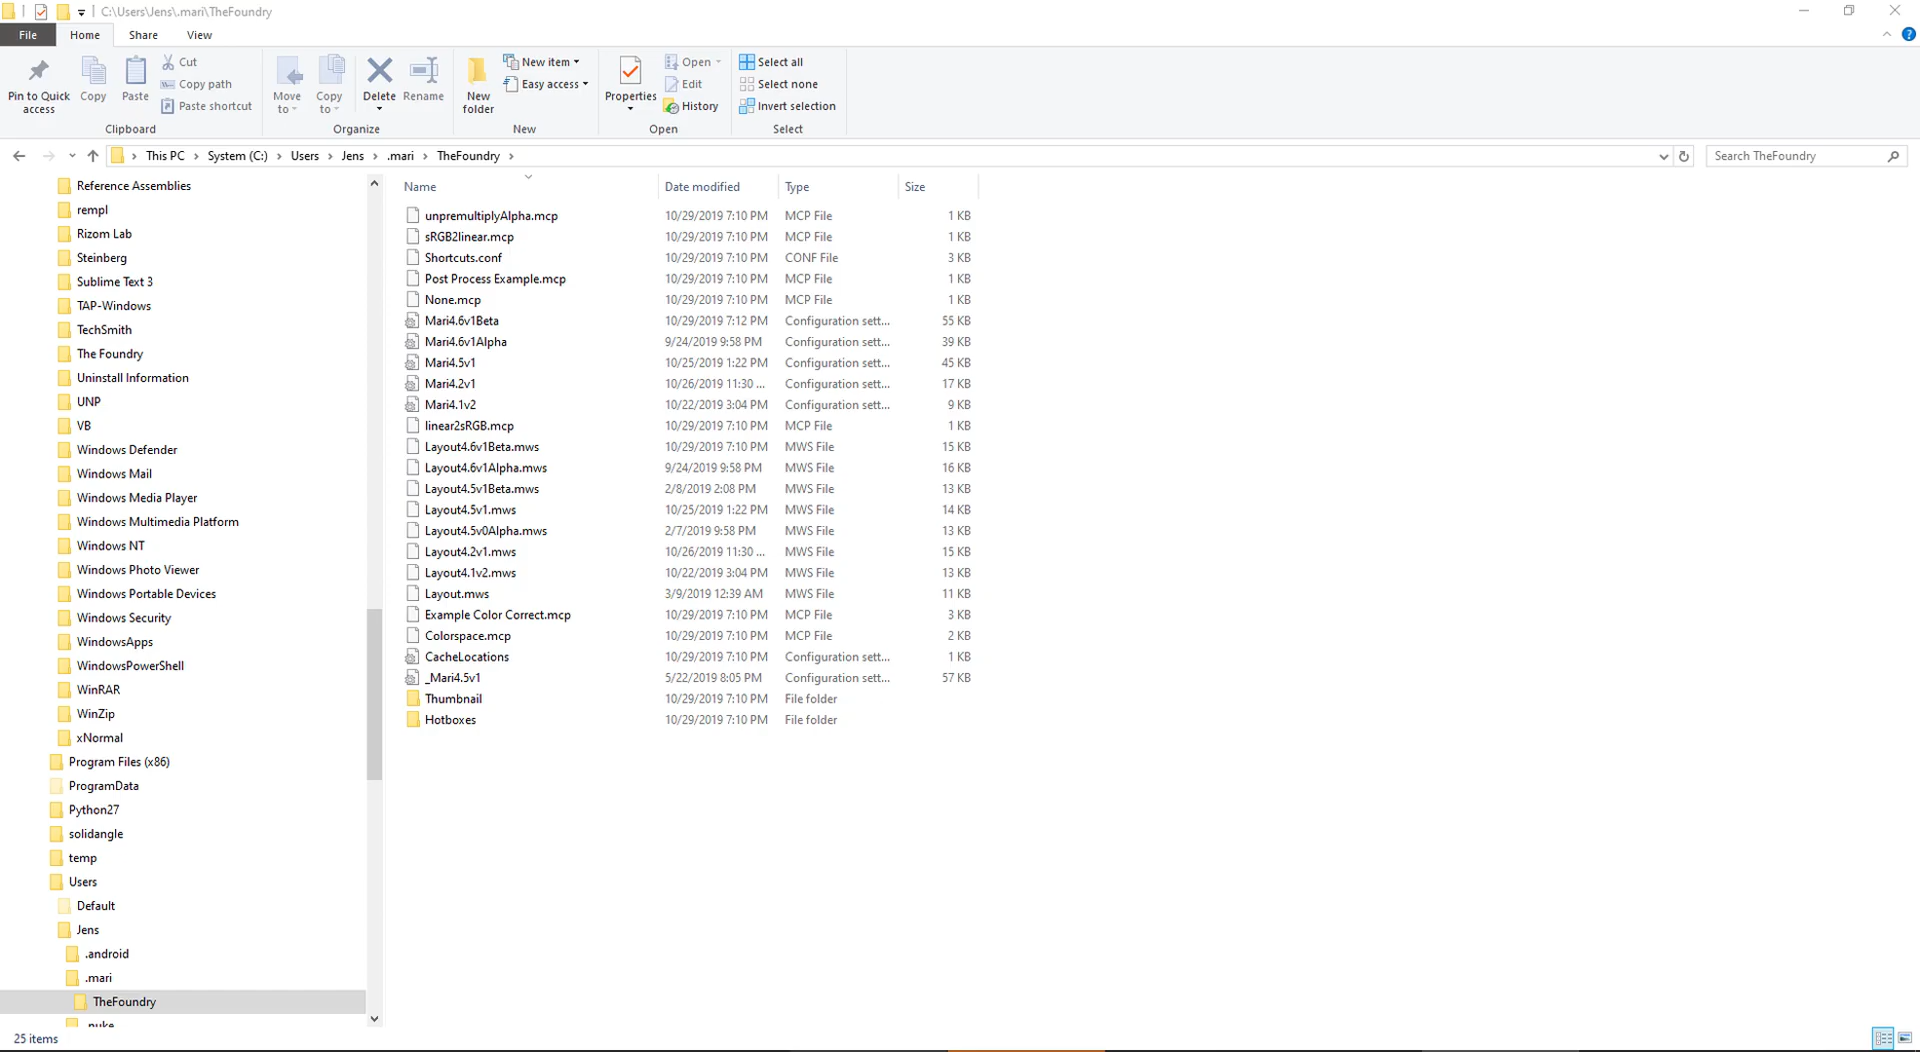 C:\Users\Jens\.mari\TheFoundry
File Home Share View
Pin to Quick access
Copy
Paste
Cut
Copy path
Paste shortcut
Clipboard
Move to
Copy to
Delete
Rename
Organize
New folder
New item
Easy access
New
Properties
Open
Edit
History
Open
Select all
Select none
Invert selection
Select
This PC > System (C:) > Users > Jens > .mari > TheFoundry >
Search TheFoundry
Reference Assemblies
rempl
Rizom Lab
Steinberg
Sublime Text 3
TAP-Windows
TechSmith
The Foundry
Uninstall Information
UNP
VB
Windows Defender
Windows Mail
Windows Media Player
Windows Multimedia Platform
Windows NT
Windows Photo Viewer
Windows Portable Devices
Windows Security
WindowsApps
WindowsPowerShell
WinRAR
WinZip
xNormal
Program Files (x86)
ProgramData
Python27
solidangle
temp
Users
Default
Jens
.android
.mari
TheFoundry
.nuke
Name Date modified Type Size
unpremultiplyAlpha.mcp 10/29/2019 7:10 PM MCP File 1 KB
sRGB2linear.mcp 10/29/2019 7:10 PM MCP File 1 KB
Shortcuts.conf 10/29/2019 7:10 PM CONF File 3 KB
Post Process Example.mcp 10/29/2019 7:10 PM MCP File 1 KB
None.mcp 10/29/2019 7:10 PM MCP File 1 KB
Mari4.6v1Beta 10/29/2019 7:12 PM Configuration sett... 55 KB
Mari4.6v1Alpha 9/24/2019 9:58 PM Configuration sett... 39 KB
Mari4.5v1 10/25/2019 1:22 PM Configuration sett... 45 KB
Mari4.2v1 10/26/2019 11:30 ... Configuration sett... 17 KB
Mari4.1v2 10/22/2019 3:04 PM Configuration sett... 9 KB
linear2sRGB.mcp 10/29/2019 7:10 PM MCP File 1 KB
Layout4.6v1Beta.mws 10/29/2019 7:10 PM MWS File 15 KB
Layout4.6v1Alpha.mws 9/24/2019 9:58 PM MWS File 16 KB
Layout4.5v1Beta.mws 2/8/2019 2:08 PM MWS File 13 KB
Layout4.5v1.mws 10/25/2019 1:22 PM MWS File 14 KB
Layout4.5v0Alpha.mws 2/7/2019 9:58 PM MWS File 13 KB
Layout4.2v1.mws 10/26/2019 11:30 ... MWS File 15 KB
Layout4.1v2.mws 10/22/2019 3:04 PM MWS File 13 KB
Layout.mws 3/9/2019 12:39 AM MWS File 11 KB
Example Color Correct.mcp 10/29/2019 7:10 PM MCP File 3 KB
Colorspace.mcp 10/29/2019 7:10 PM MCP File 2 KB
CacheLocations 10/29/2019 7:10 PM Configuration sett... 1 KB
_Mari4.5v1 5/22/2019 8:05 PM Configuration sett... 57 KB
Thumbnail 10/29/2019 7:10 PM File folder
Hotboxes 10/29/2019 7:10 PM File folder
25 items